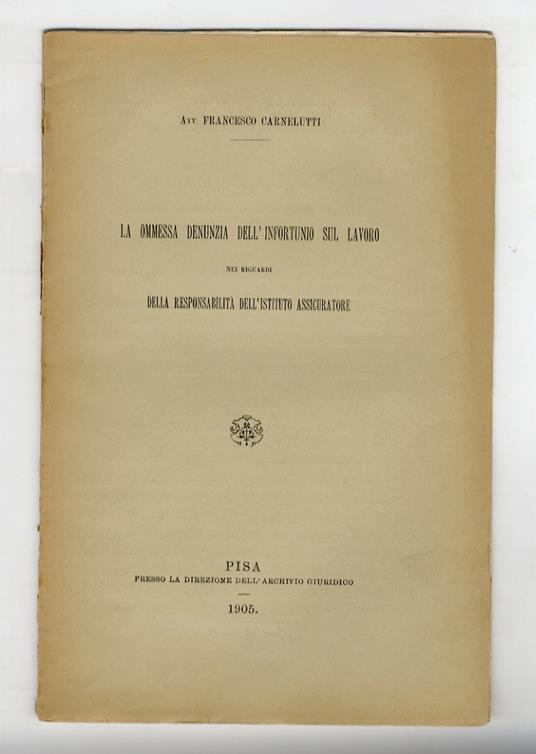 Avv. FRANCESCO CARNELUTTI
LA OMMESSA DENUNZIA DELL'INFORTUNIO SUL LAVORO
NEI RIGUARDI
DELLA RESPONSABILITÀ DELL'ISTITUTO ASSICURATORE
PISA
PRESSO LA DIREZIONE DELL'ARCHIVIO GIURIDICO
1905.